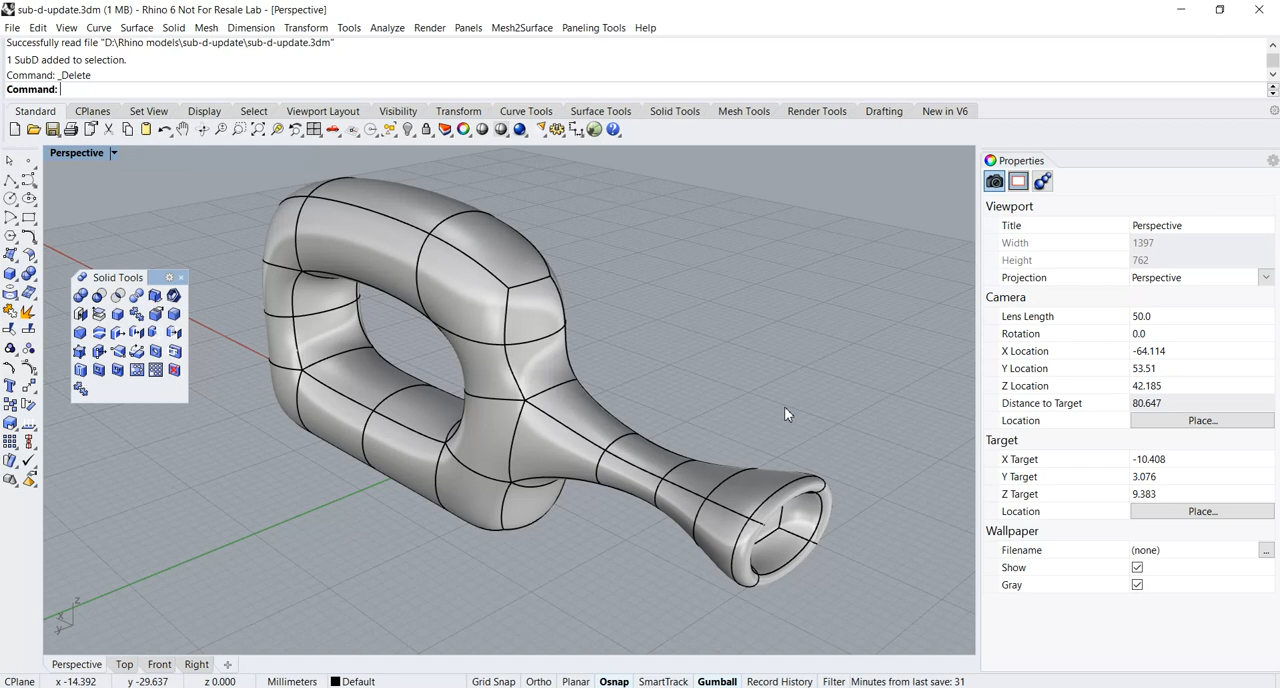 sub-d-update.3dm (1 MB) - Rhino 6 Not For Resale Lab - [Perspective]
File Edit View Curve Surface Solid Mesh Dimension Transform Tools Analyze Render Panels Mesh2Surface Paneling Tools Help
Successfully read file "D:\Rhino models\sub-d-update\sub-d-update.3dm"
1 SubD added to selection.
Command: _Delete
Command:
Standard CPlanes Set View Display Select Viewport Layout Visibility Transform Curve Tools Surface Tools Solid Tools Mesh Tools Render Tools Drafting New in V6
Perspective
Solid Tools
z
x
y
Properties
Viewport
Title Perspective
Width 1397
Height 762
Projection Perspective
Camera
Lens Length 50.0
Rotation 0.0
X Location -64.114
Y Location 53.51
Z Location 42.185
Distance to Target 80.647
Location Place...
Target
X Target -10.408
Y Target 3.076
Z Target 9.383
Location Place...
Wallpaper
Filename (none) ...
Show
Gray
Perspective Top Front Right
CPlane x -14.392 y -29.637 z 0.000 Millimeters Default Grid Snap Ortho Planar Osnap SmartTrack Gumball Record History Filter Minutes from last save: 31